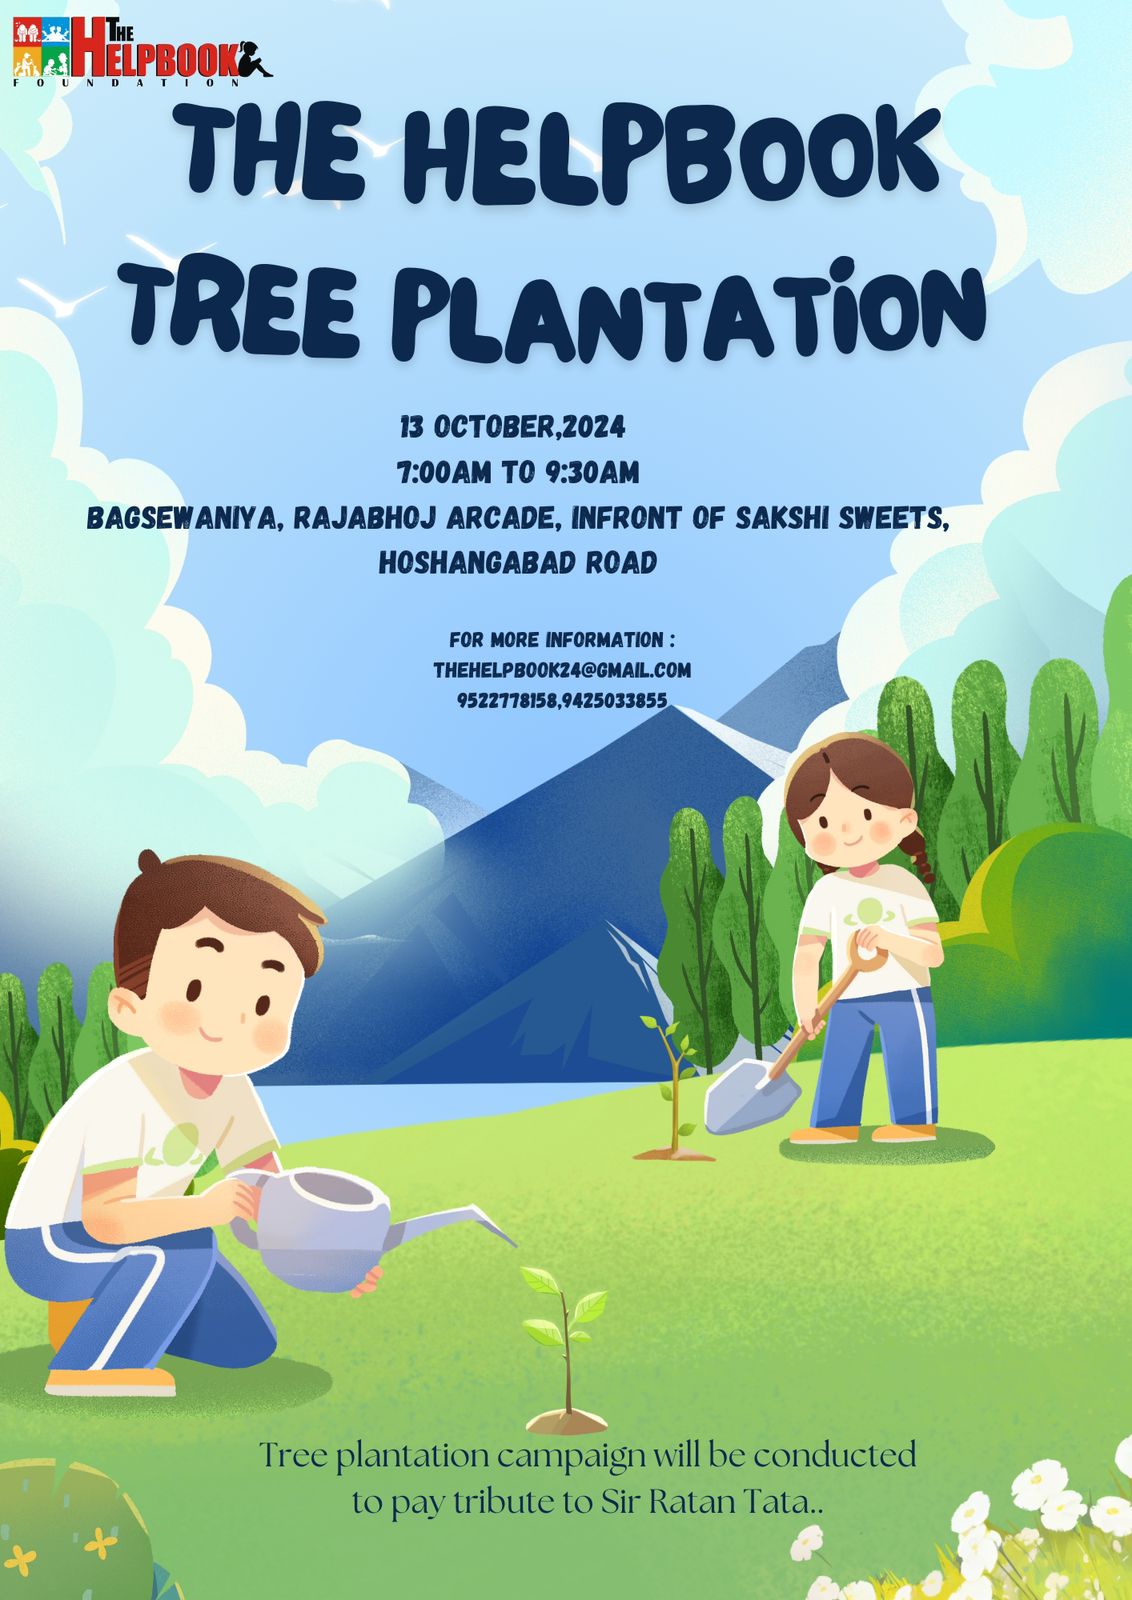 THE
HELPBOOK
FOUNDATION
THE HELPBOOK
TREE PLANTATION
13 OCTOBER,2024
7:00AM TO 9:30AM
BAGSEWANIYA, RAJABHOJ ARCADE, INFRONT OF SAKSHI SWEETS,
HOSHANGABAD ROAD
FOR MORE INFORMATION :
THEHELPBOOK24@GMAIL.COM
9522778158,9425033855
Tree plantation campaign will be conducted
to pay tribute to Sir Ratan Tata..